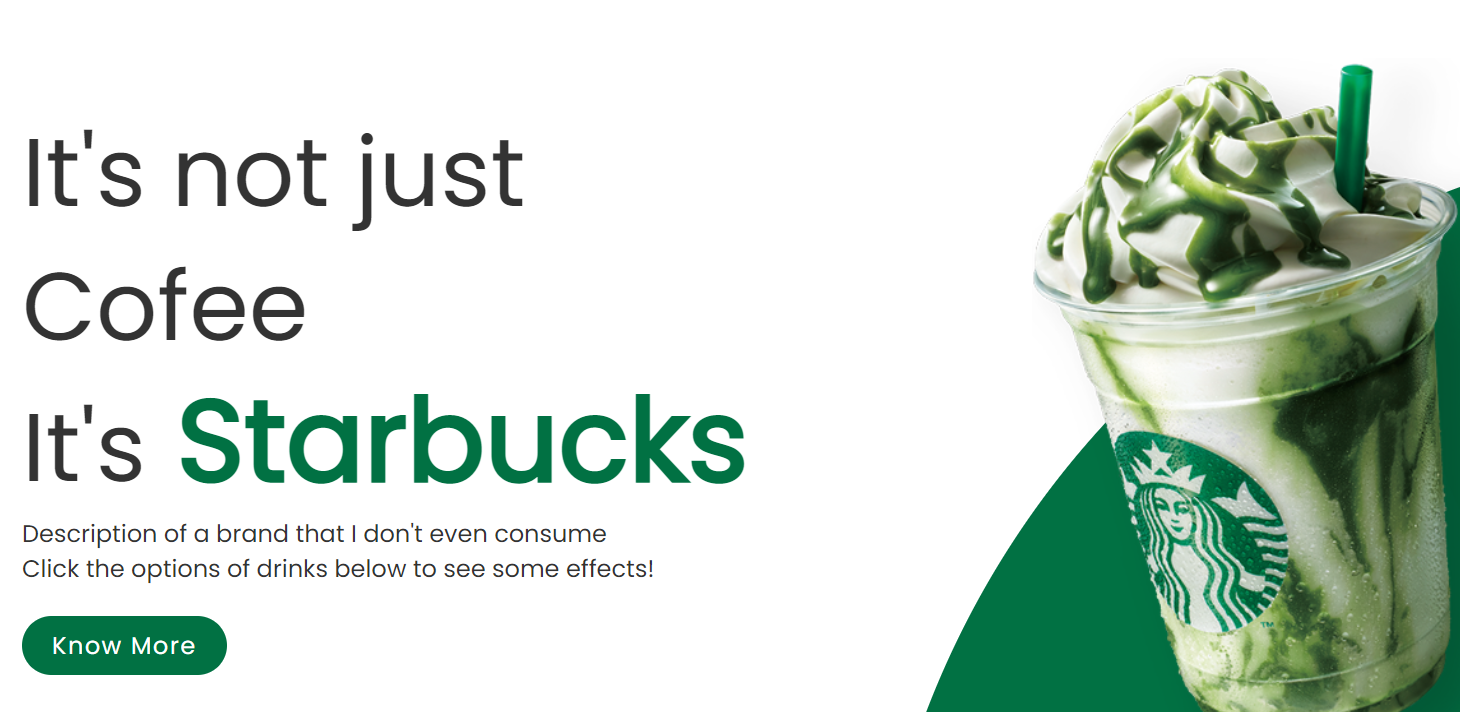 It's not just
Cofee
It's Starbucks
Description of a brand that I don't even consume
Click the options of drinks below to see some effects!
Know More
TM